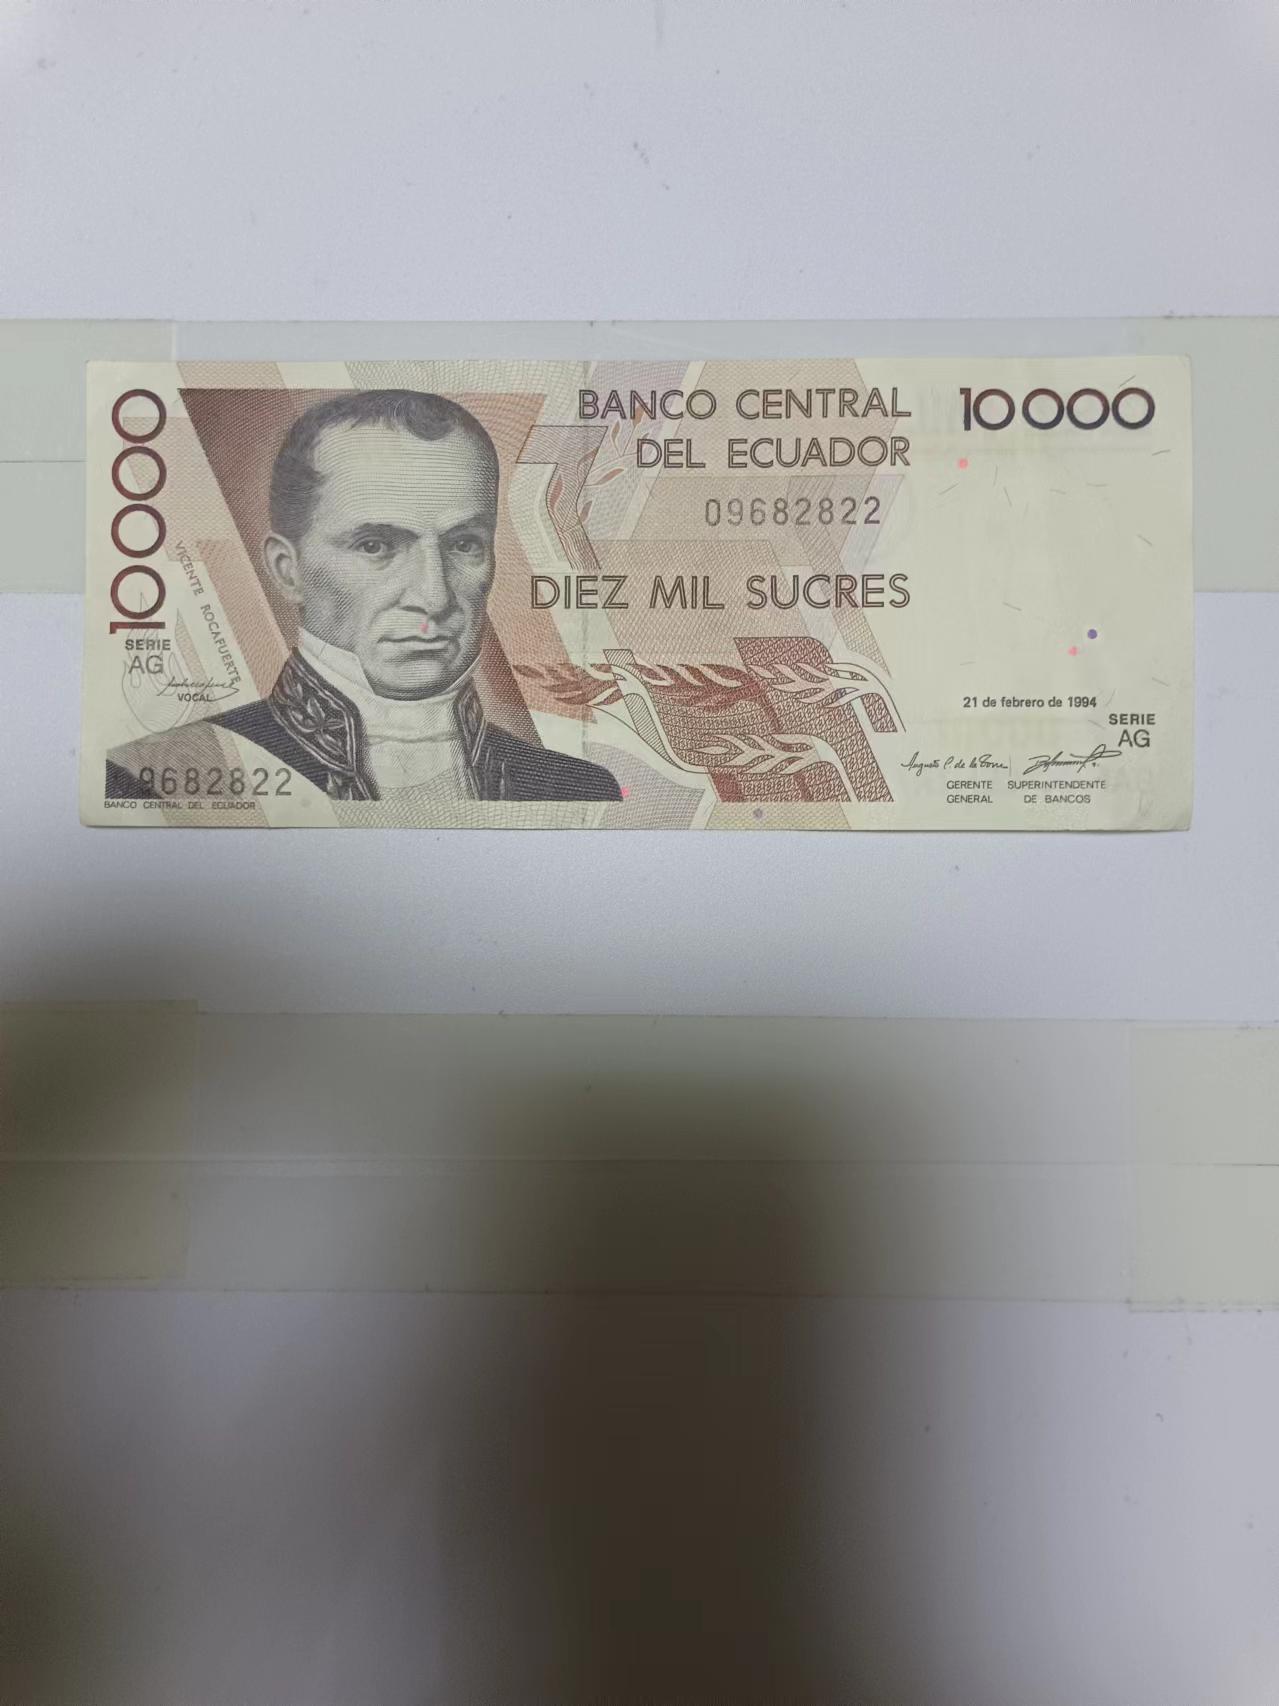 10000
BANCO CENTRAL
DEL ECUADOR
10000
09682822
DIEZ MIL SUCRES
VICENTE ROCAFUERTE
SERIE
AG
VOCAL
21 de febrero de 1994
SERIE
AG
GERENTE
GENERAL
SUPERINTENDENTE
DE BANCOS
09682822
BANCO CENTRAL DEL ECUADOR